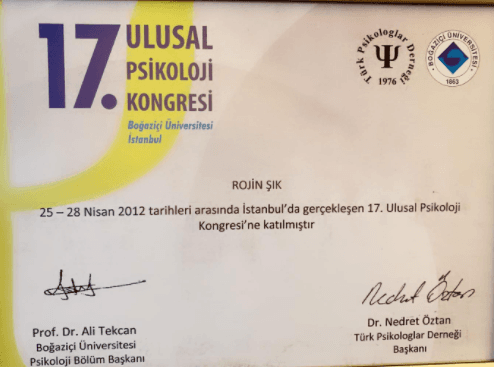 17. ULUSAL
PSİKOLOJİ
KONGRESİ
Boğaziçi Üniversitesi
İstanbul
Türk Psikologlar Derneği
1976
BOĞAZİÇİ ÜNİVERSİTESİ
1863
ROJİN ŞIK
25 – 28 Nisan 2012 tarihleri arasında İstanbul'da gerçekleşen 17. Ulusal Psikoloji
Kongresi'ne katılmıştır
Nedret Öztan
Prof. Dr. Ali Tekcan
Boğaziçi Üniversitesi
Psikoloji Bölüm Başkanı
Dr. Nedret Öztan
Türk Psikologlar Derneği
Başkanı